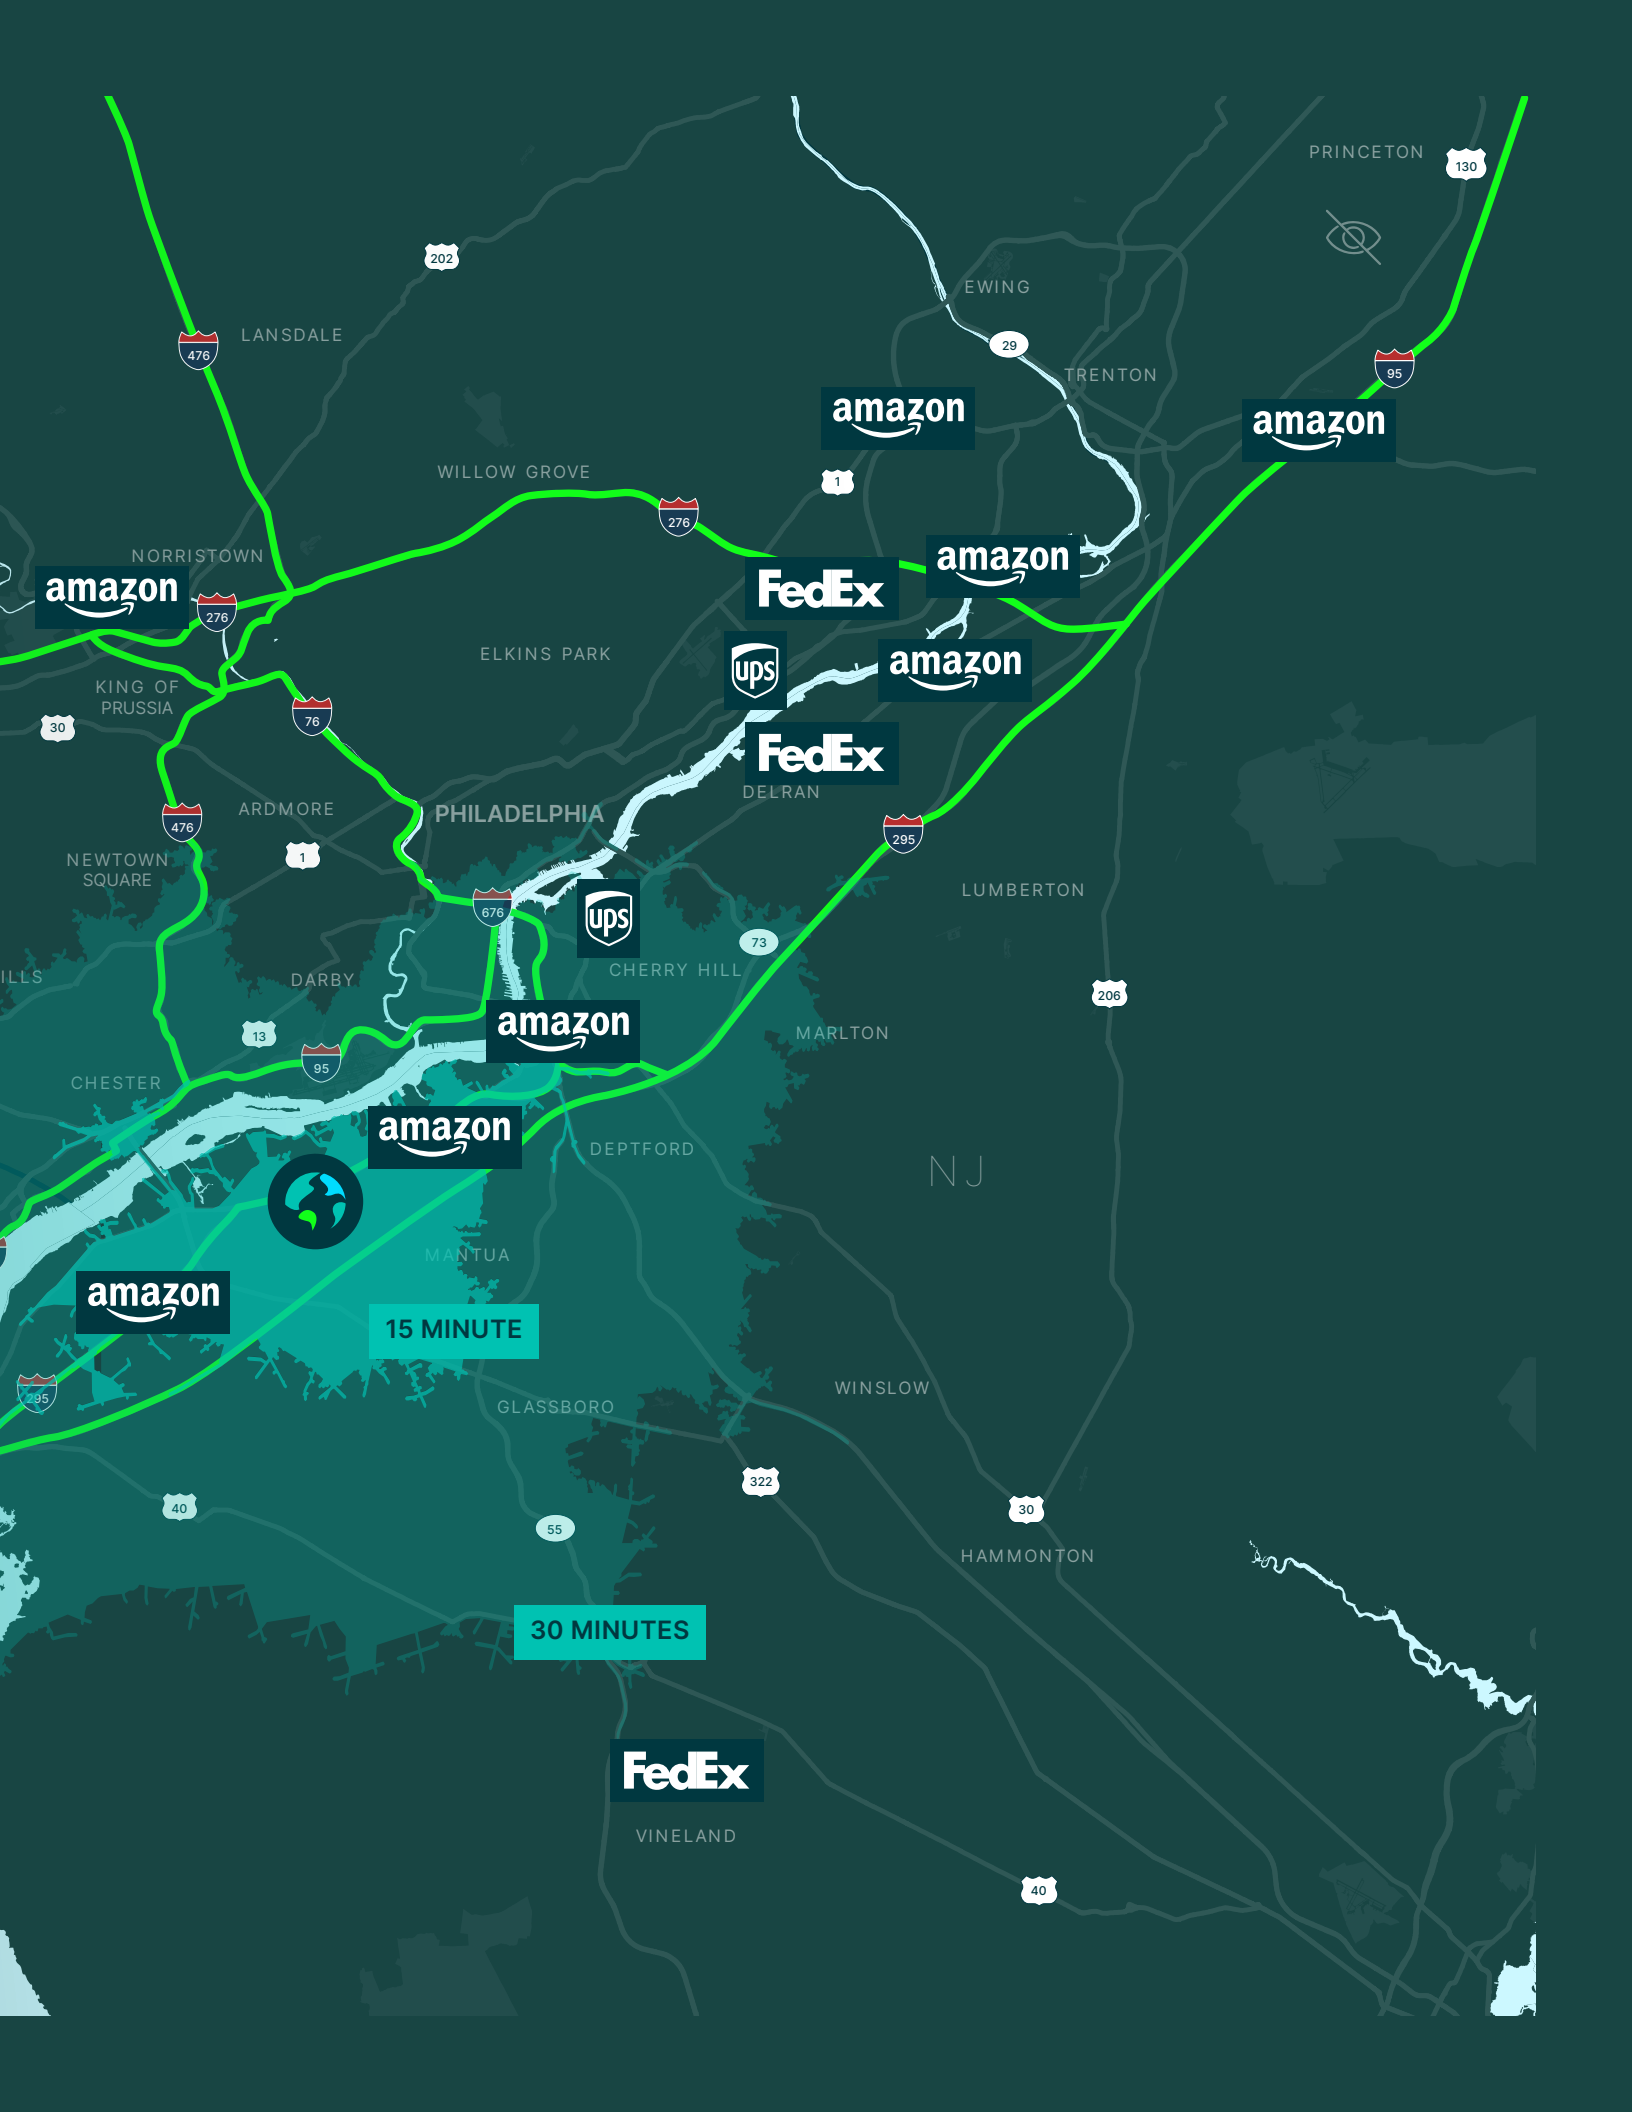 PRINCETON
130
202
EWING
LANSDALE
476
29
95
TRENTON
amazon
amazon
WILLOW GROVE
1
276
NORRISTOWN
amazon
amazon
FedEx
276
ELKINS PARK
ups
amazon
KING OF
PRUSSIA
76
30
FedEx
DELRAN
ARDMORE
PHILADELPHIA
476
295
1
NEWTOWN
SQUARE
LUMBERTON
676
ups
73
ILLS
DARBY
CHERRY HILL
206
amazon
13
MARLTON
95
CHESTER
amazon
DEPTFORD
NJ
MANTUA
amazon
15 MINUTE
295
WINSLOW
GLASSBORO
322
40
30
55
HAMMONTON
30 MINUTES
FedEx
VINELAND
40